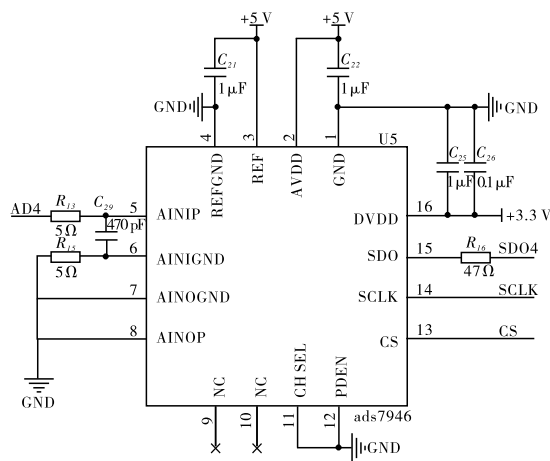 +5 V
+5 V
C21
1 μF
C22
1 μF
GND
GND
4
3
2
1
U5
REFGND
REF
AVDD
GND
C25
1 μF
C26
0.1 μF
R13
C29
AD4
5 Ω
470 pF
5
AINIP
DVDD
16
+3.3 V
R15
5 Ω
6
AINIGND
SDO
15
R16
47 Ω
SDO4
7
AINOGND
SCLK
14
SCLK
8
AINOP
CS
13
CS
GND
NC
NC
CH SEL
PDEN
9
10
11
12
ads7946
GND